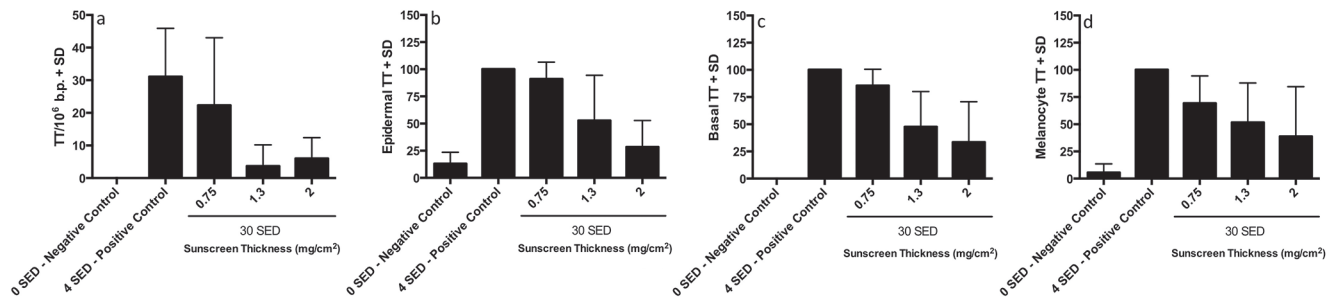 a
TT/10⁶ b.p. + SD
50
40
30
20
10
0
0 SED - Negative Control
4 SED - Positive Control
0.75
1.3
2
30 SED
Sunscreen Thickness (mg/cm²)
b
Epidermal TT + SD
150
125
100
75
50
25
0
0 SED - Negative Control
4 SED - Positive Control
0.75
1.3
2
30 SED
Sunscreen Thickness (mg/cm²)
c
Basal TT + SD
150
125
100
75
50
25
0
0 SED - Negative Control
4 SED - Positive Control
0.75
1.3
2
30 SED
Sunscreen Thickness (mg/cm²)
d
Melanocyte TT + SD
150
125
100
75
50
25
0
0 SED - Negative Control
4 SED - Positive Control
0.75
1.3
2
30 SED
Sunscreen Thickness (mg/cm²)